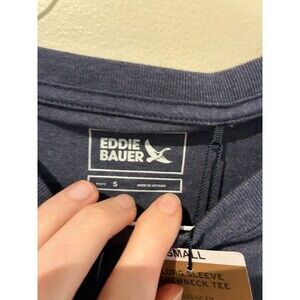 EDDIE
BAUER
S
MADE IN VIETNAM
SMALL
LONG SLEEVE
CREWNECK TEE